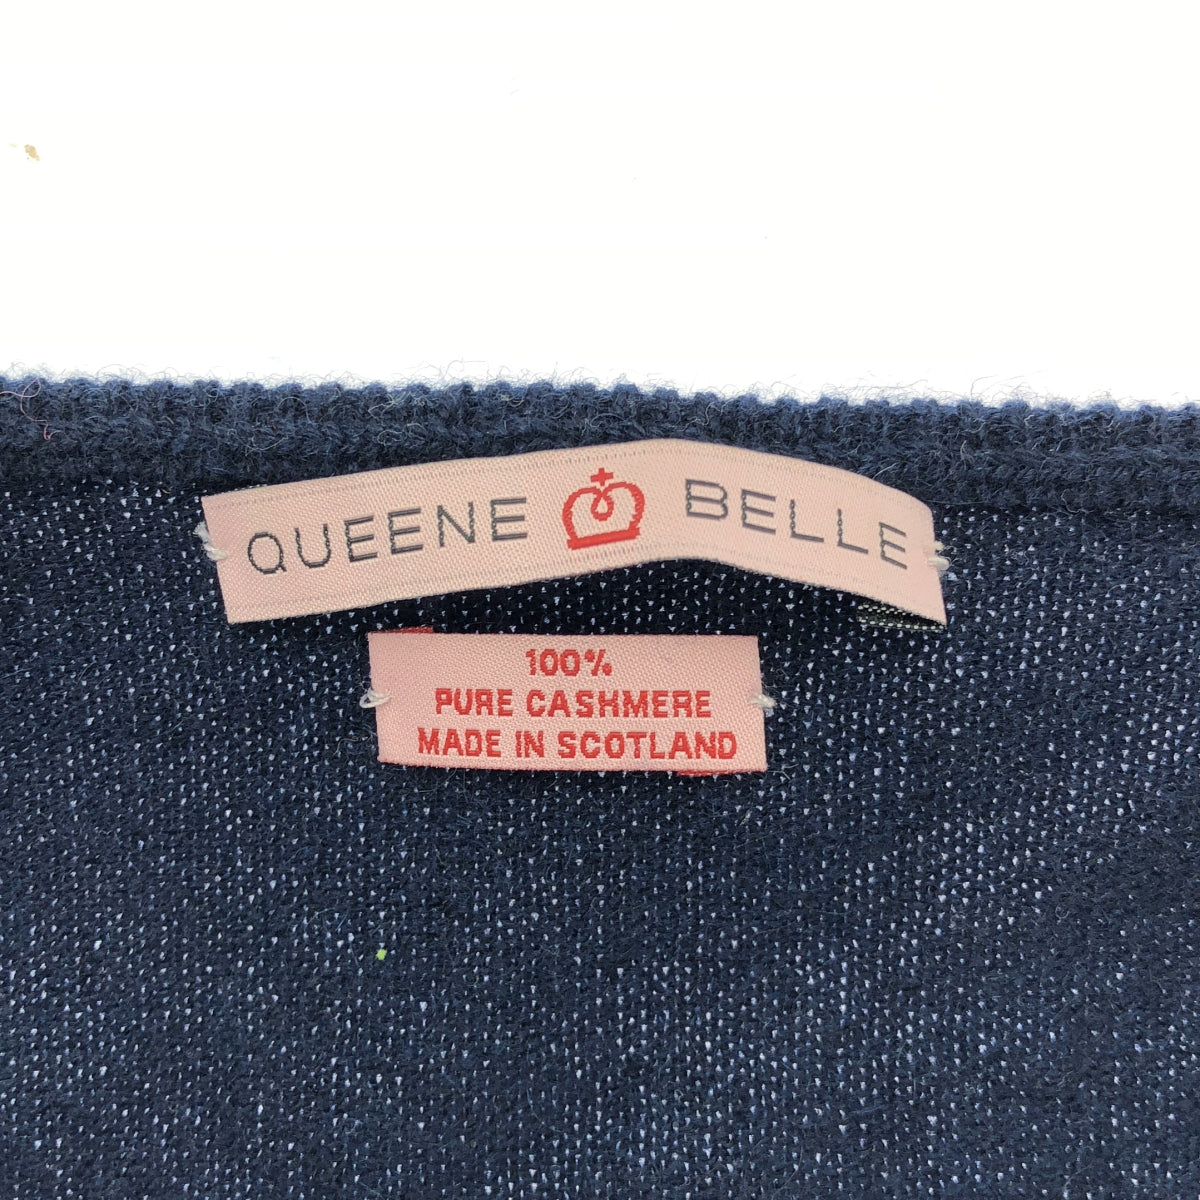 QUEENE BELLE
100%
PURE CASHMERE
MADE IN SCOTLAND